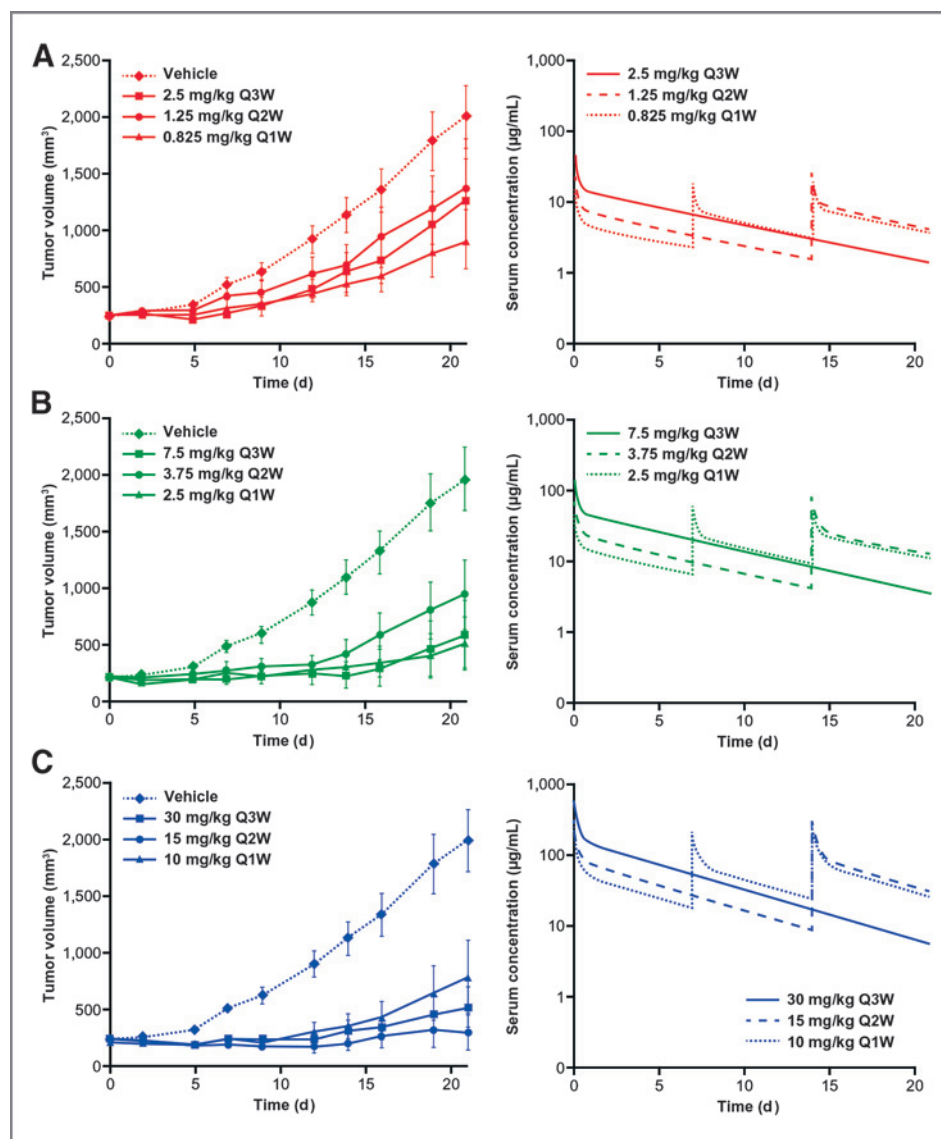 A
2,500
2,000
1,500
1,000
500
0
Tumor volume (mm³)
Vehicle
2.5 mg/kg Q3W
1.25 mg/kg Q2W
0.825 mg/kg Q1W
0 5 10 15 20
Time (d)
1,000
100
10
1
0
Serum concentration (µg/mL)
2.5 mg/kg Q3W
1.25 mg/kg Q2W
0.825 mg/kg Q1W
0 5 10 15 20
Time (d)
B
2,500
2,000
1,500
1,000
500
0
Tumor volume (mm³)
Vehicle
7.5 mg/kg Q3W
3.75 mg/kg Q2W
2.5 mg/kg Q1W
0 5 10 15 20
Time (d)
1,000
100
10
1
0
Serum concentration (µg/mL)
7.5 mg/kg Q3W
3.75 mg/kg Q2W
2.5 mg/kg Q1W
0 5 10 15 20
Time (d)
C
2,500
2,000
1,500
1,000
500
0
Tumor volume (mm³)
Vehicle
30 mg/kg Q3W
15 mg/kg Q2W
10 mg/kg Q1W
0 5 10 15 20
Time (d)
1,000
100
10
1
0
Serum concentration (µg/mL)
30 mg/kg Q3W
15 mg/kg Q2W
10 mg/kg Q1W
0 5 10 15 20
Time (d)